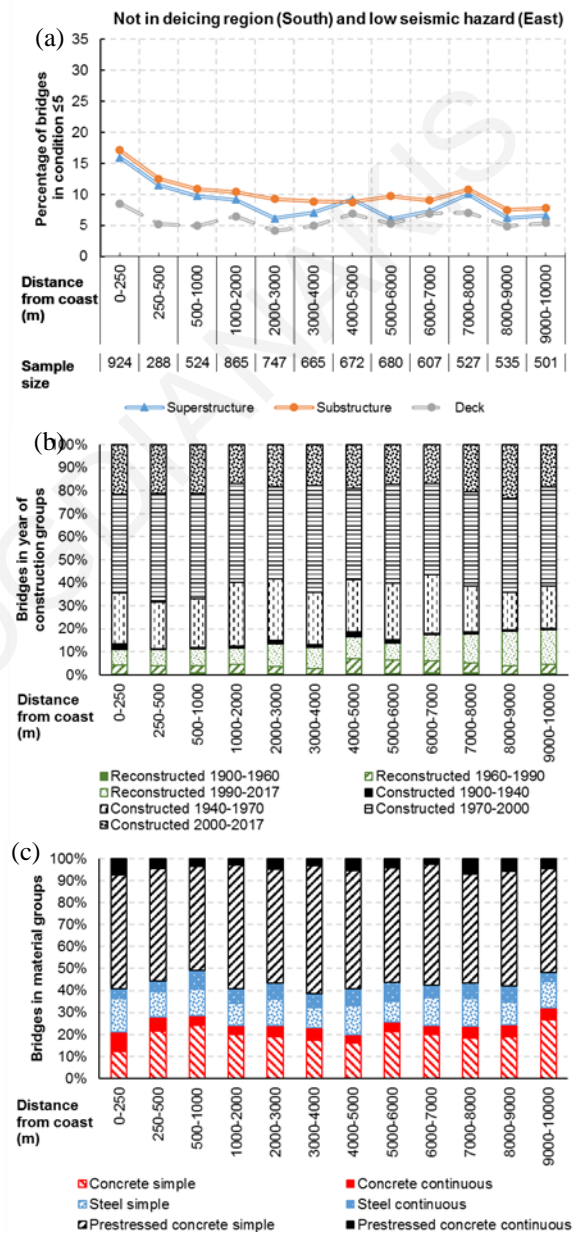 Not in deicing region (South) and low seismic hazard (East)
(a)
Percentage of bridges
in condition ≤5
35
30
25
20
15
10
5
0
Distance
from coast
(m)
0-250
250-500
500-1000
1000-2000
2000-3000
3000-4000
4000-5000
5000-6000
6000-7000
7000-8000
8000-9000
9000-10000
Sample
size
924 288 524 865 747 665 672 680 607 527 535 501
Superstructure Substructure Deck
(b)
Bridges in year of
construction groups
100%
90%
80%
70%
60%
50%
40%
30%
20%
10%
0%
Distance
from coast
(m)
0-250
250-500
500-1000
1000-2000
2000-3000
3000-4000
4000-5000
5000-6000
6000-7000
7000-8000
8000-9000
9000-10000
Reconstructed 1900-1960 Reconstructed 1960-1990
Reconstructed 1990-2017 Constructed 1900-1940
Constructed 1940-1970 Constructed 1970-2000
Constructed 2000-2017
(c)
Bridges in material groups
100%
90%
80%
70%
60%
50%
40%
30%
20%
10%
0%
Distance
from coast
(m)
0-250
250-500
500-1000
1000-2000
2000-3000
3000-4000
4000-5000
5000-6000
6000-7000
7000-8000
8000-9000
9000-10000
Concrete simple Concrete continuous
Steel simple Steel continuous
Prestressed concrete simple Prestressed concrete continuous